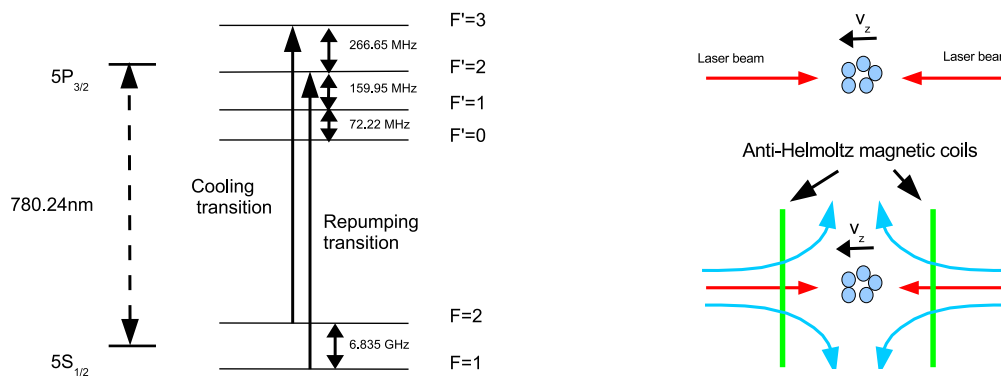 5P3/2
780.24nm
5S1/2
F'=3
266.65 MHz
F'=2
159,95 MHz
F'=1
72.22 MHz
F'=0
Cooling
transition
Repumping
transition
F=2
6.835 GHz
F=1
vz
Laser beam
Laser beam
Anti-Helmoltz magnetic coils
vz